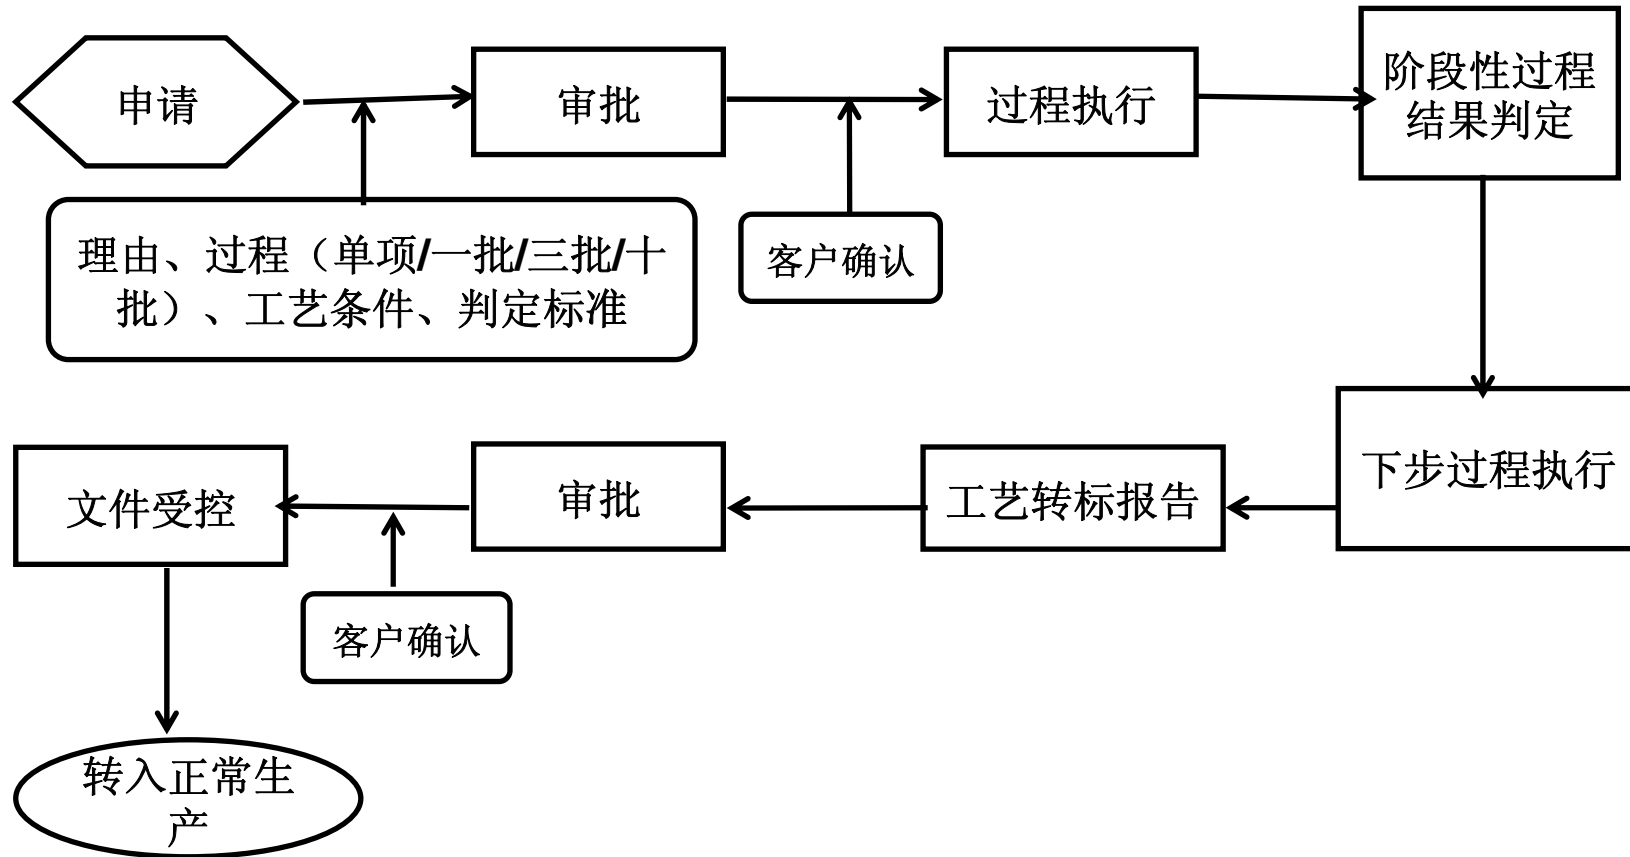 申请
审批
过程执行
阶段性过程
结果判定
理由、过程（单项/一批/三批/十
批）、工艺条件、判定标准
客户确认
下步过程执行
工艺转标报告
审批
文件受控
客户确认
转入正常生
产